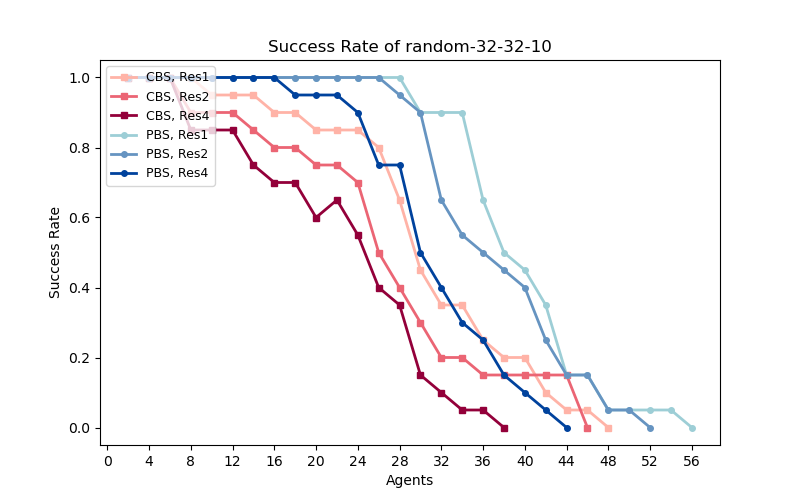 Success Rate of random-32-32-10
1.0
0.8
0.6
0.4
0.2
0.0
Success Rate
CBS, Res1
CBS, Res2
CBS, Res4
PBS, Res1
PBS, Res2
PBS, Res4
0 4 8 12 16 20 24 28 32 36 40 44 48 52 56
Agents